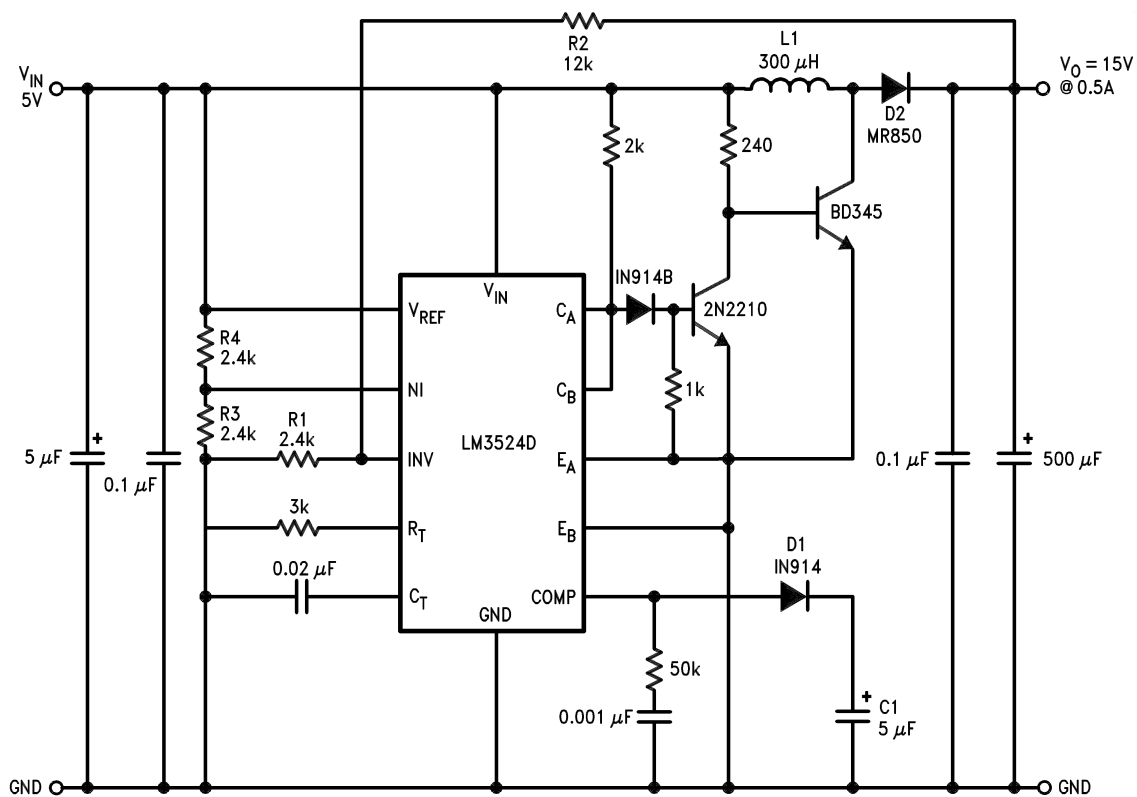 R2
12k
L1
300 μH
V_IN
5V
V_O = 15V
@ 0.5A
D2
MR850
2k
240
BD345
IN914B
2N2210
V_IN
V_REF
C_A
R4
2.4k
NI
C_B
1k
R3
2.4k
R1
2.4k
LM3524D
INV
E_A
+
5 μF
0.1 μF
0.1 μF
+
500 μF
3k
R_T
E_B
0.02 μF
C_T
COMP
GND
D1
IN914
50k
0.001 μF
+
C1
5 μF
GND
GND